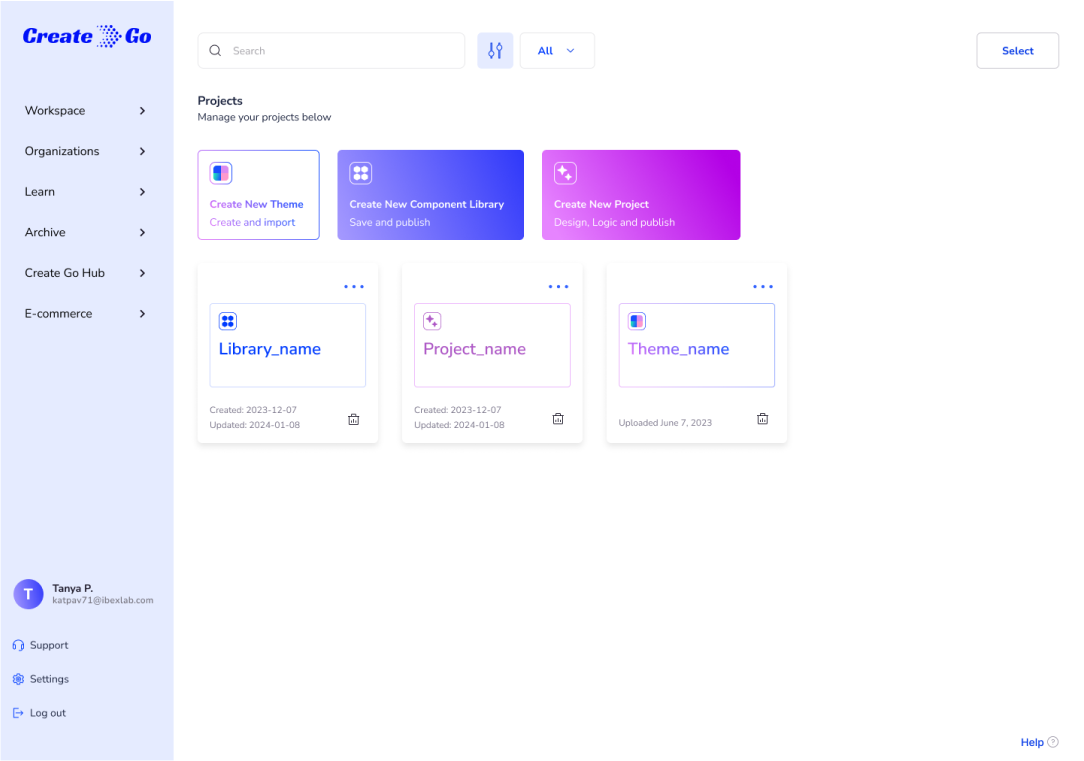 Create Go
Workspace
Organizations
Learn
Archive
Create Go Hub
E-commerce
Tanya P.
T
katpav71@ibexlab.com
Support
Settings
Log out
Search
All
Select
Projects
Manage your projects below
Create New Theme
Create and import
Create New Component Library
Save and publish
Create New Project
Design, Logic and publish
Library_name
Created: 2023-12-07
Updated: 2024-01-08
Project_name
Created: 2023-12-07
Updated: 2024-01-08
Theme_name
Uploaded June 7, 2023
Help ?